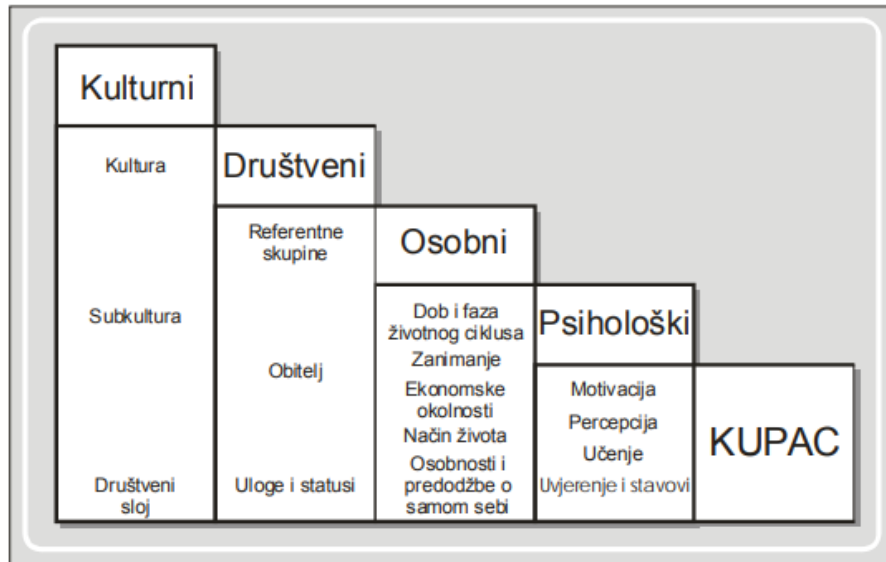 Kulturni
Kultura
Subkultura
Društveni
sloj
Društveni
Referentne
skupine
Obitelj
Uloge i statusi
Osobni
Dob i faza
životnog ciklusa
Zanimanje
Ekonomske
okolnosti
Način života
Osobnosti i
predodžbe o
samom sebi
Psihološki
Motivacija
Percepcija
Učenje
Uvjerenje i stavovi
KUPAC